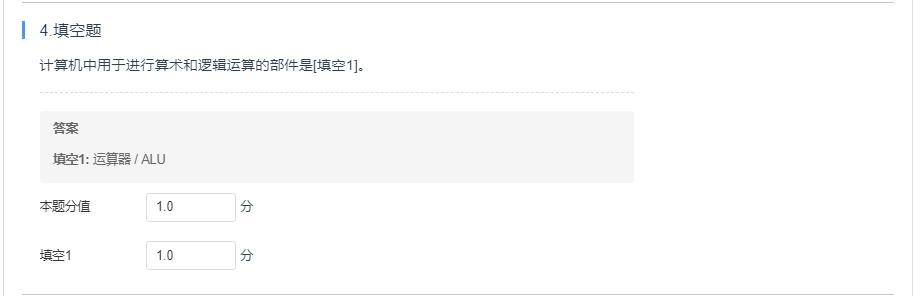 4.填空题
计算机中用于进行算术和逻辑运算的部件是[填空1]。
答案
填空1: 运算器 / ALU
本题分值 1.0 分
填空1 1.0 分